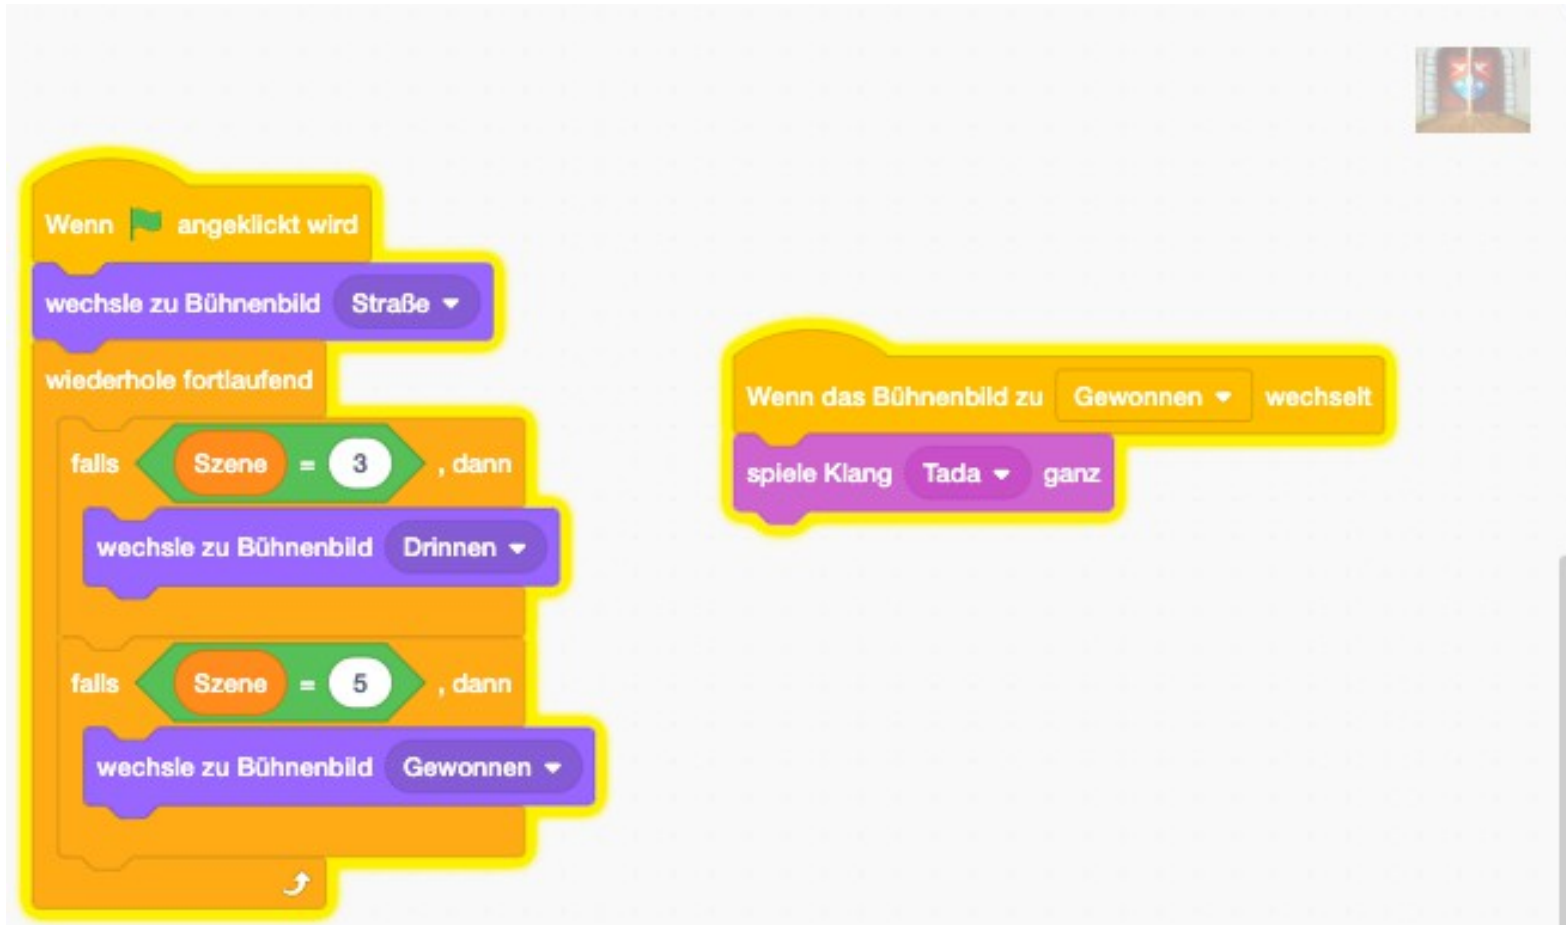 Wenn angeklickt wird
wechsle zu Bühnenbild Straße
wiederhole fortlaufend
falls Szene = 3 , dann
wechsle zu Bühnenbild Drinnen
falls Szene = 5 , dann
wechsle zu Bühnenbild Gewonnen
Wenn das Bühnenbild zu Gewonnen wechselt
spiele Klang Tada ganz